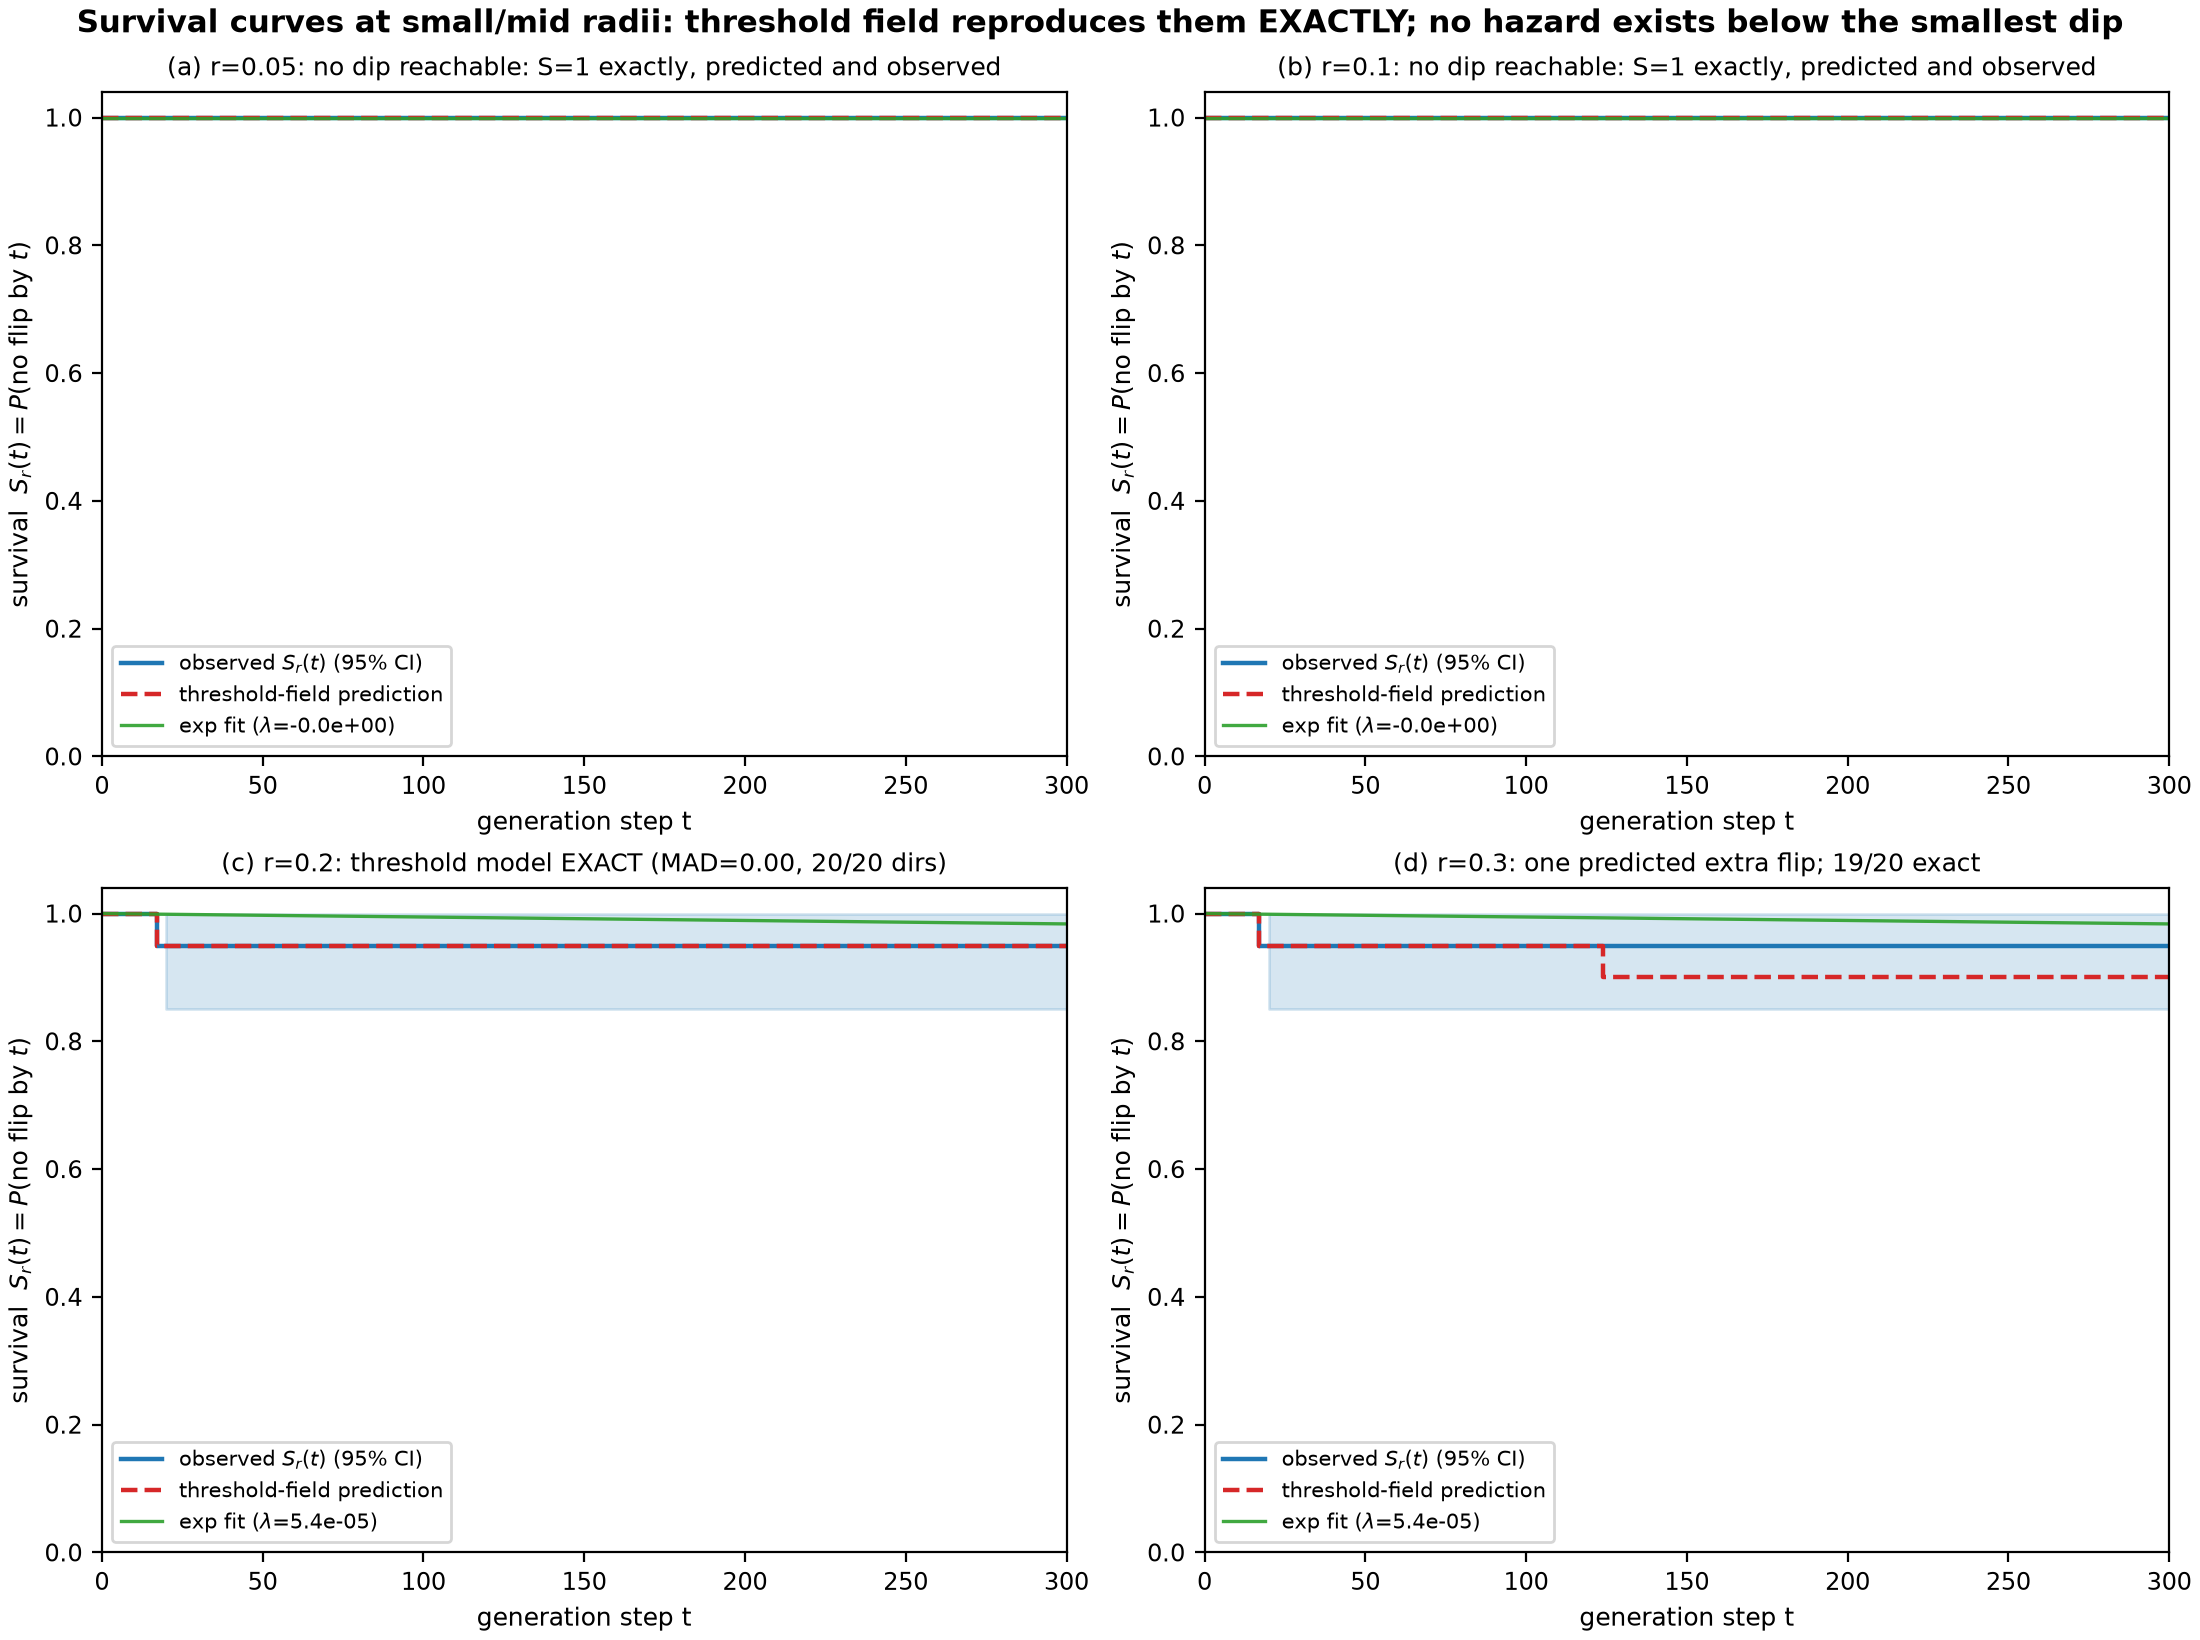 Survival curves at small/mid radii: threshold field reproduces them EXACTLY; no hazard exists below the smallest dip
(a) r=0.05: no dip reachable: S=1 exactly, predicted and observed
1.0
0.8
0.6
0.4
0.2
0.0
survival S_r(t) = P(no flip by t)
observed S_r(t) (95% CI)
threshold-field prediction
exp fit (λ=-0.0e+00)
0 50 100 150 200 250 300
generation step t
(b) r=0.1: no dip reachable: S=1 exactly, predicted and observed
1.0
0.8
0.6
0.4
0.2
0.0
survival S_r(t) = P(no flip by t)
observed S_r(t) (95% CI)
threshold-field prediction
exp fit (λ=-0.0e+00)
0 50 100 150 200 250 300
generation step t
(c) r=0.2: threshold model EXACT (MAD=0.00, 20/20 dirs)
1.0
0.8
0.6
0.4
0.2
0.0
survival S_r(t) = P(no flip by t)
observed S_r(t) (95% CI)
threshold-field prediction
exp fit (λ=5.4e-05)
0 50 100 150 200 250 300
generation step t
(d) r=0.3: one predicted extra flip; 19/20 exact
1.0
0.8
0.6
0.4
0.2
0.0
survival S_r(t) = P(no flip by t)
observed S_r(t) (95% CI)
threshold-field prediction
exp fit (λ=5.4e-05)
0 50 100 150 200 250 300
generation step t